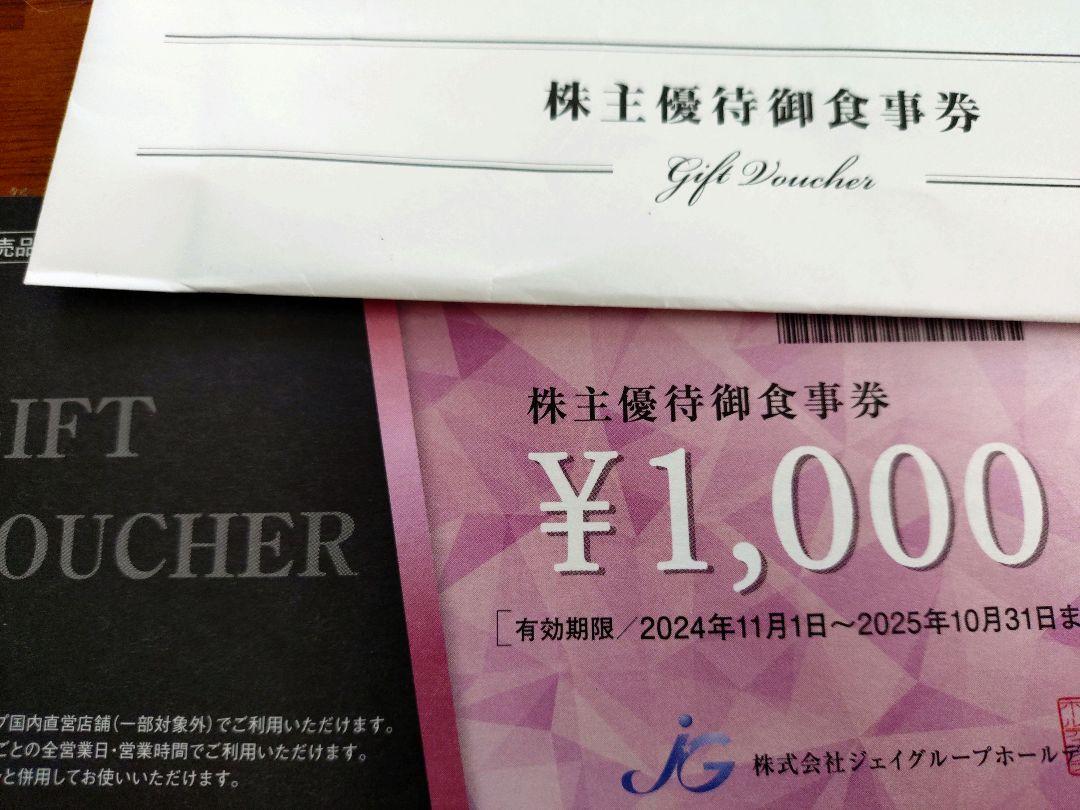 株主優待御食事券
Gift Voucher
売品
IFT
OUCHER
プ国内直営店舗(一部対象外)でご利用いただけます。
ごとの全営業日・営業時間でご利用いただけます。
と併用してお使いいただけます。
株主優待御食事券
¥1,000
有効期限/2024年11月1日~2025年10月31日ま
JG
株式会社ジェイグループホール